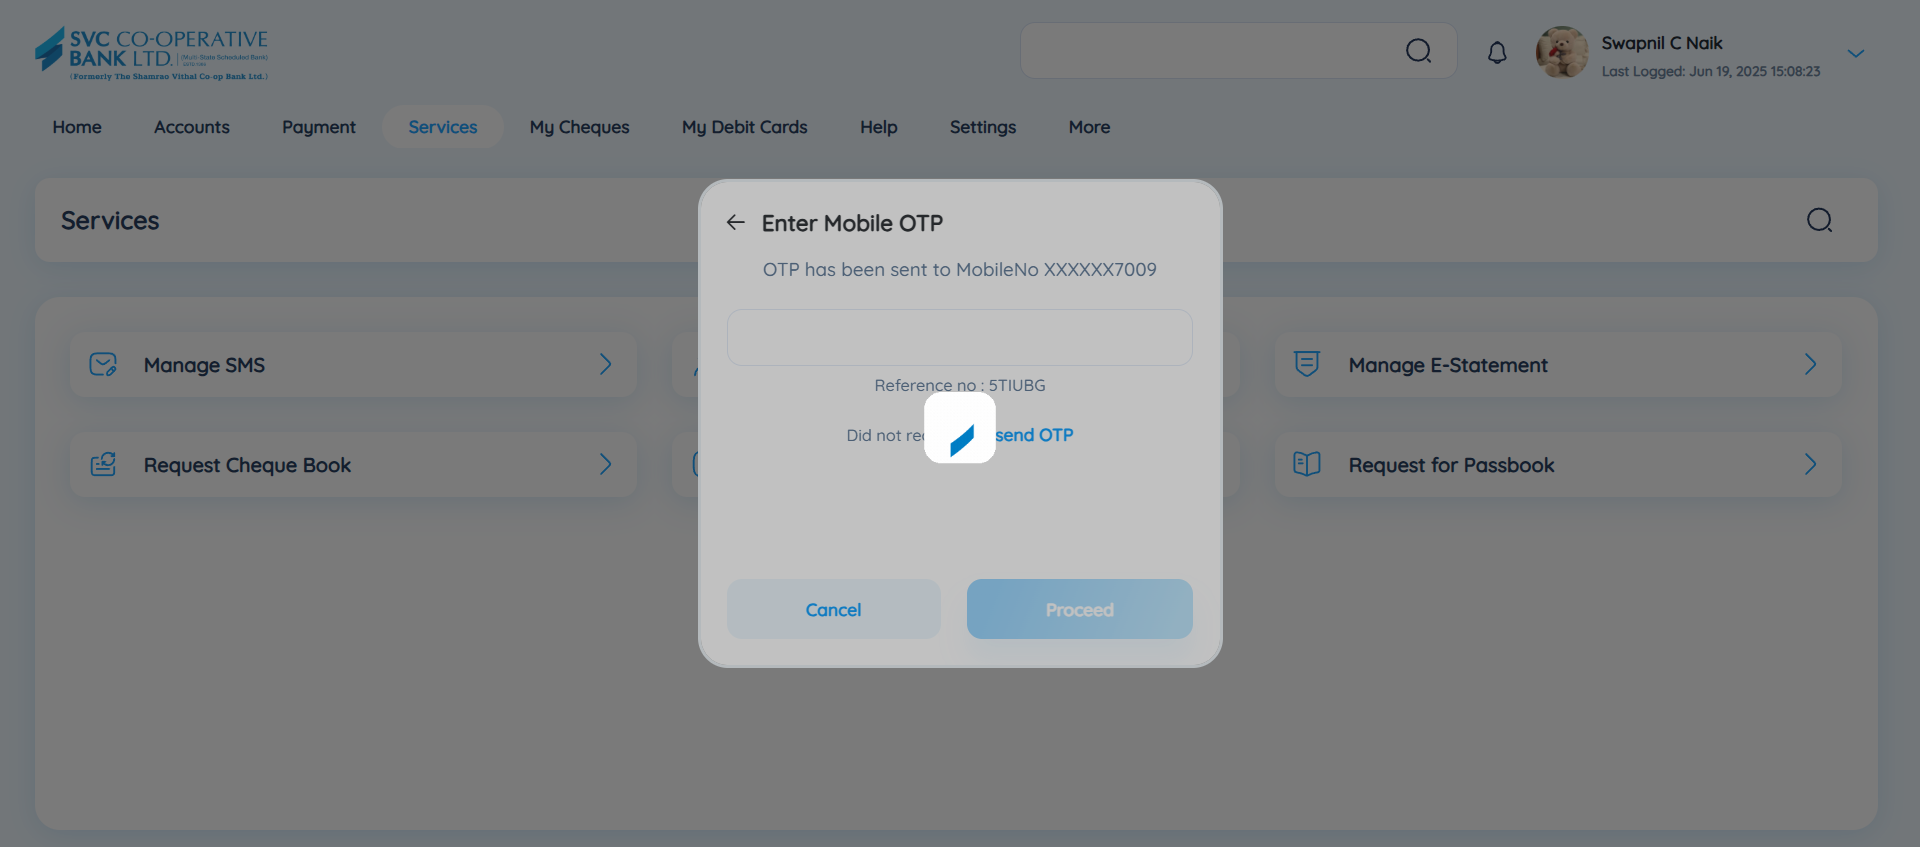 SVC CO-OPERATIVE
BANK LTD. (Multi-State Scheduled Bank)
(Formerly The Shamrao Vithal Co-op Bank Ltd.)
Swapnil C Naik
Last Logged: Jun 19, 2025 15:08:23
Home Accounts Payment Services My Cheques My Debit Cards Help Settings More
Services
Enter Mobile OTP
OTP has been sent to MobileNo XXXXXX7009
Reference no : 5TIUBG
Did not send OTP
Cancel Proceed
Manage SMS
Manage E-Statement
Request Cheque Book
Request for Passbook